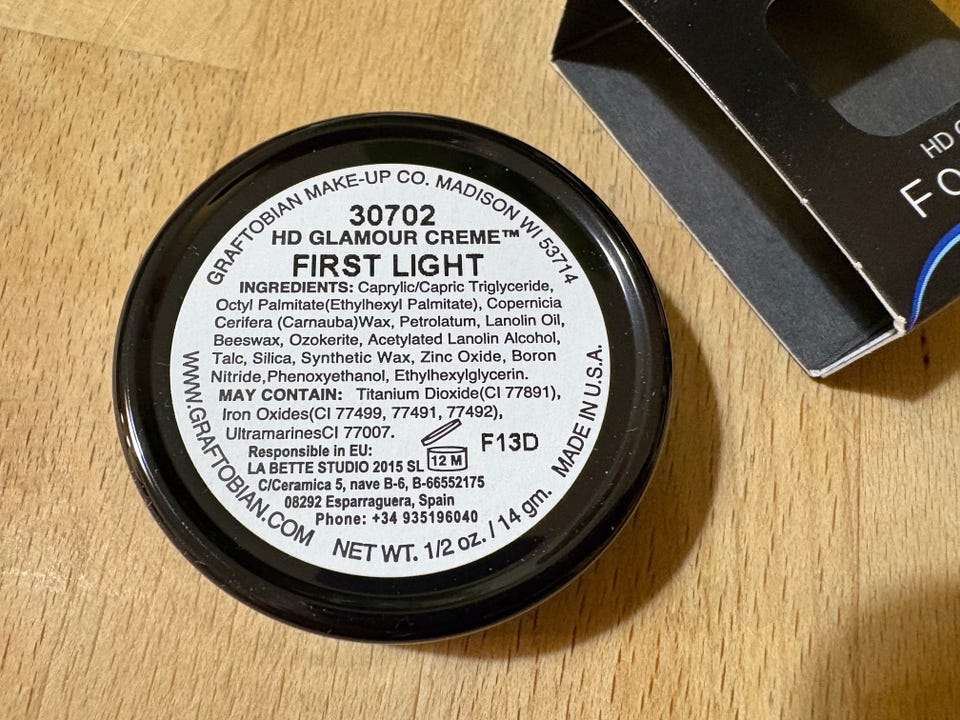 GRAFTOBIAN MAKE-UP CO. MADISON WI 53714
30702
HD GLAMOUR CREME™
FIRST LIGHT
INGREDIENTS: Caprylic/Capric Triglyceride,
Octyl Palmitate(Ethylhexyl Palmitate), Copernicia
Cerifera (Carnauba)Wax, Petrolatum, Lanolin Oil,
Beeswax, Ozokerite, Acetylated Lanolin Alcohol,
Talc, Silica, Synthetic Wax, Zinc Oxide, Boron
Nitride,Phenoxyethanol, Ethylhexylglycerin.
MAY CONTAIN: Titanium Dioxide(CI 77891),
Iron Oxides(CI 77499, 77491, 77492),
UltramarinesCI 77007.
Responsible in EU:
LA BETTE STUDIO 2015 SL
C/Ceramica 5, nave B-6, B-66552175
08292 Esparraguera, Spain
Phone: +34 935196040
12 M
F13D
WWW.GRAFTOBIAN.COM
NET WT. 1/2 oz. / 14 gm.
MADE IN U.S.A.
HD